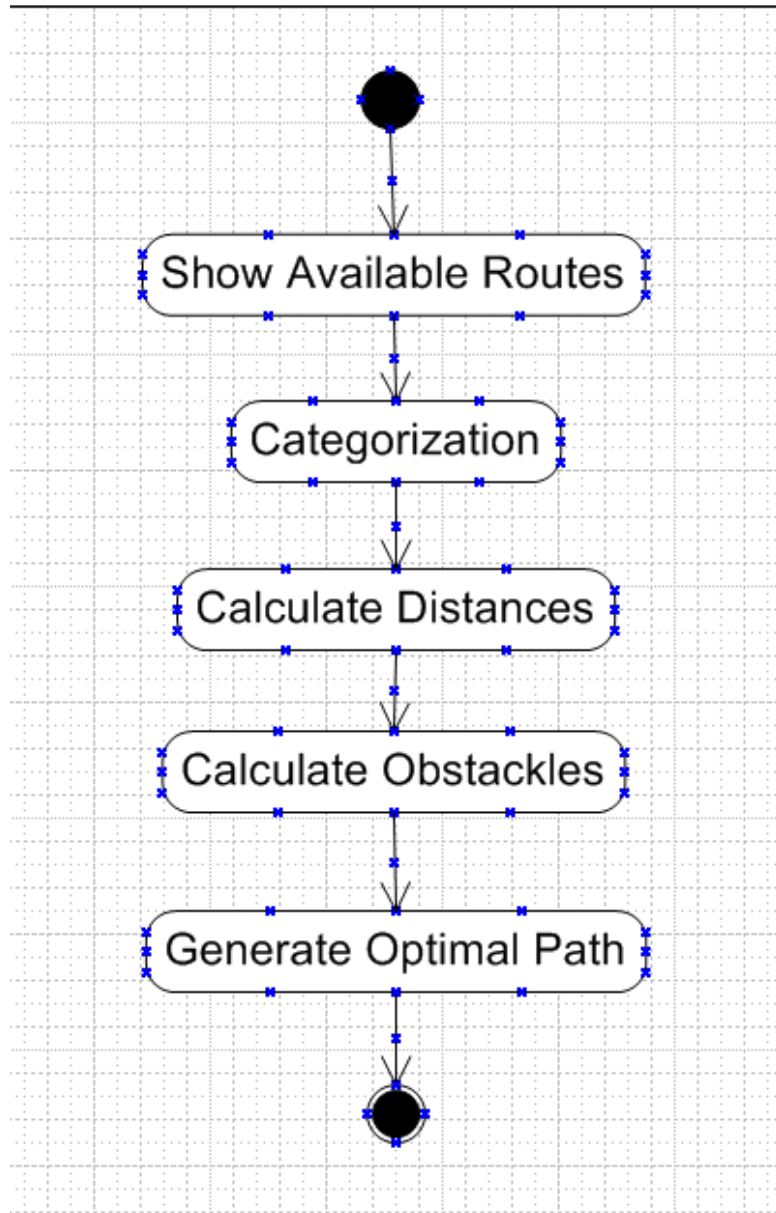 Show Available Routes
Categorization
Calculate Distances
Calculate Obstackles
Generate Optimal Path